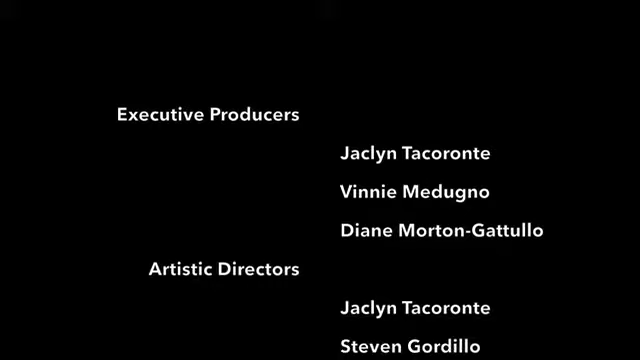 Executive Producers
Jaclyn Tacoronte
Vinnie Medugno
Diane Morton-Gattullo
Artistic Directors
Jaclyn Tacoronte
Steven Gordillo